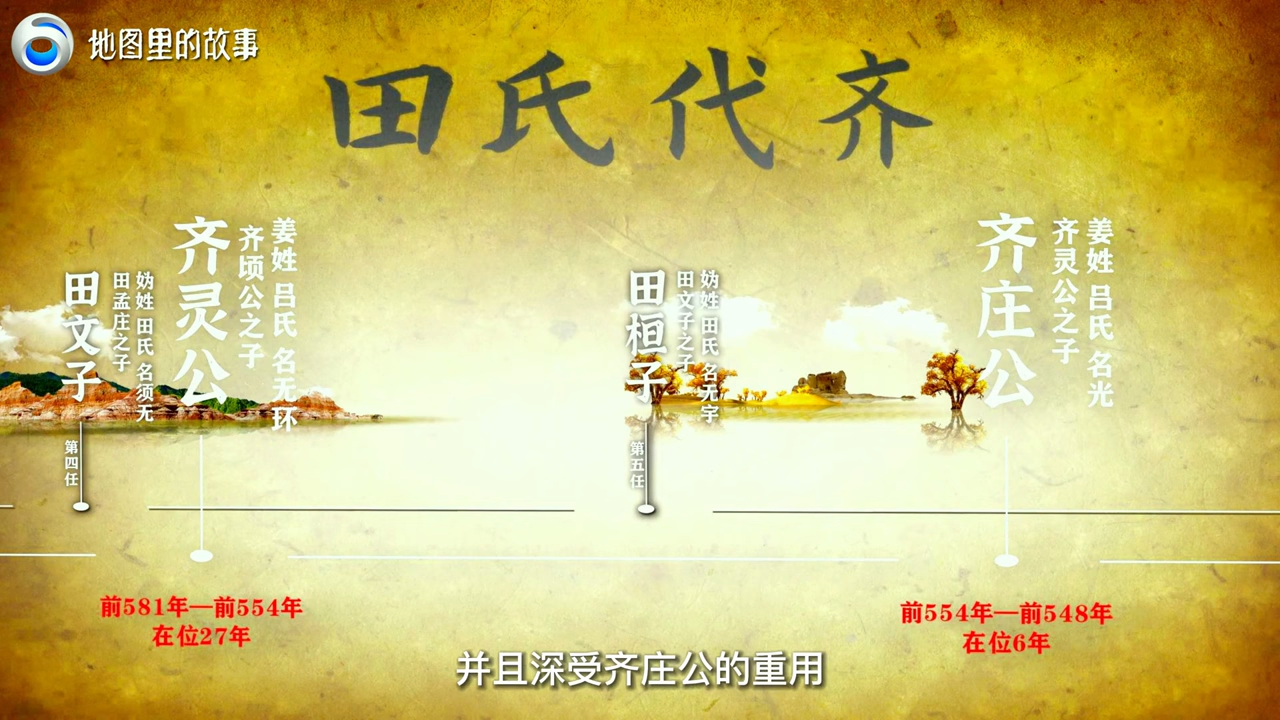 地图里的故事
田氏代齐
田文子
田孟庄之子
妫姓 田氏 名须无
第四任
齐灵公
齐顷公之子
姜姓 吕氏 名无环
田桓子
田文子之子
妫姓 田氏 名无宇
第五任
齐庄公
齐灵公之子
姜姓 吕氏 名光
前581年—前554年
在位27年
前554年—前548年
在位6年
并且深受齐庄公的重用